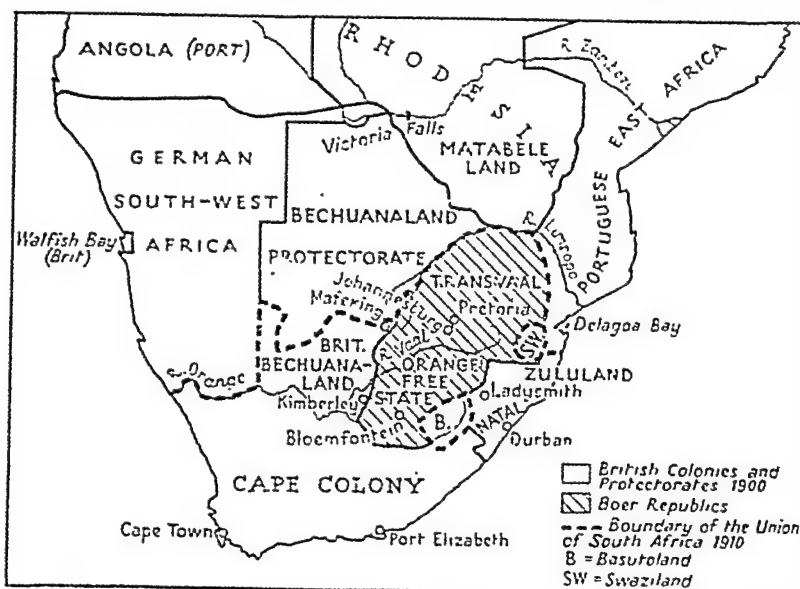 ANGOLA (PORT)
RHODESIA
R. Zambezi
EAST AFRICA
PORTUGUESE
Victoria Falls
MATABELE
LAND
GERMAN
SOUTH-WEST
AFRICA
Walfish Bay
(Brit)
BECHUANALAND
PROTECTORATE
R. Limpopo
Johannesburg
Mafeking
TRANSVAAL
Pretoria
Delagoa Bay
SW.
BRIT.
BECHUANA-
LAND
R. Vaal
R. Orange
ORANGE
FREE
STATE
ZULULAND
Ladysmith
Kimberley
B.
NATAL
Bloemfontein
Durban
CAPE COLONY
Cape Town
Port Elizabeth
British Colonies and
Protectorates 1900
Boer Republics
Boundary of the Union
of South Africa 1910
B = Basutoland
SW = Swaziland